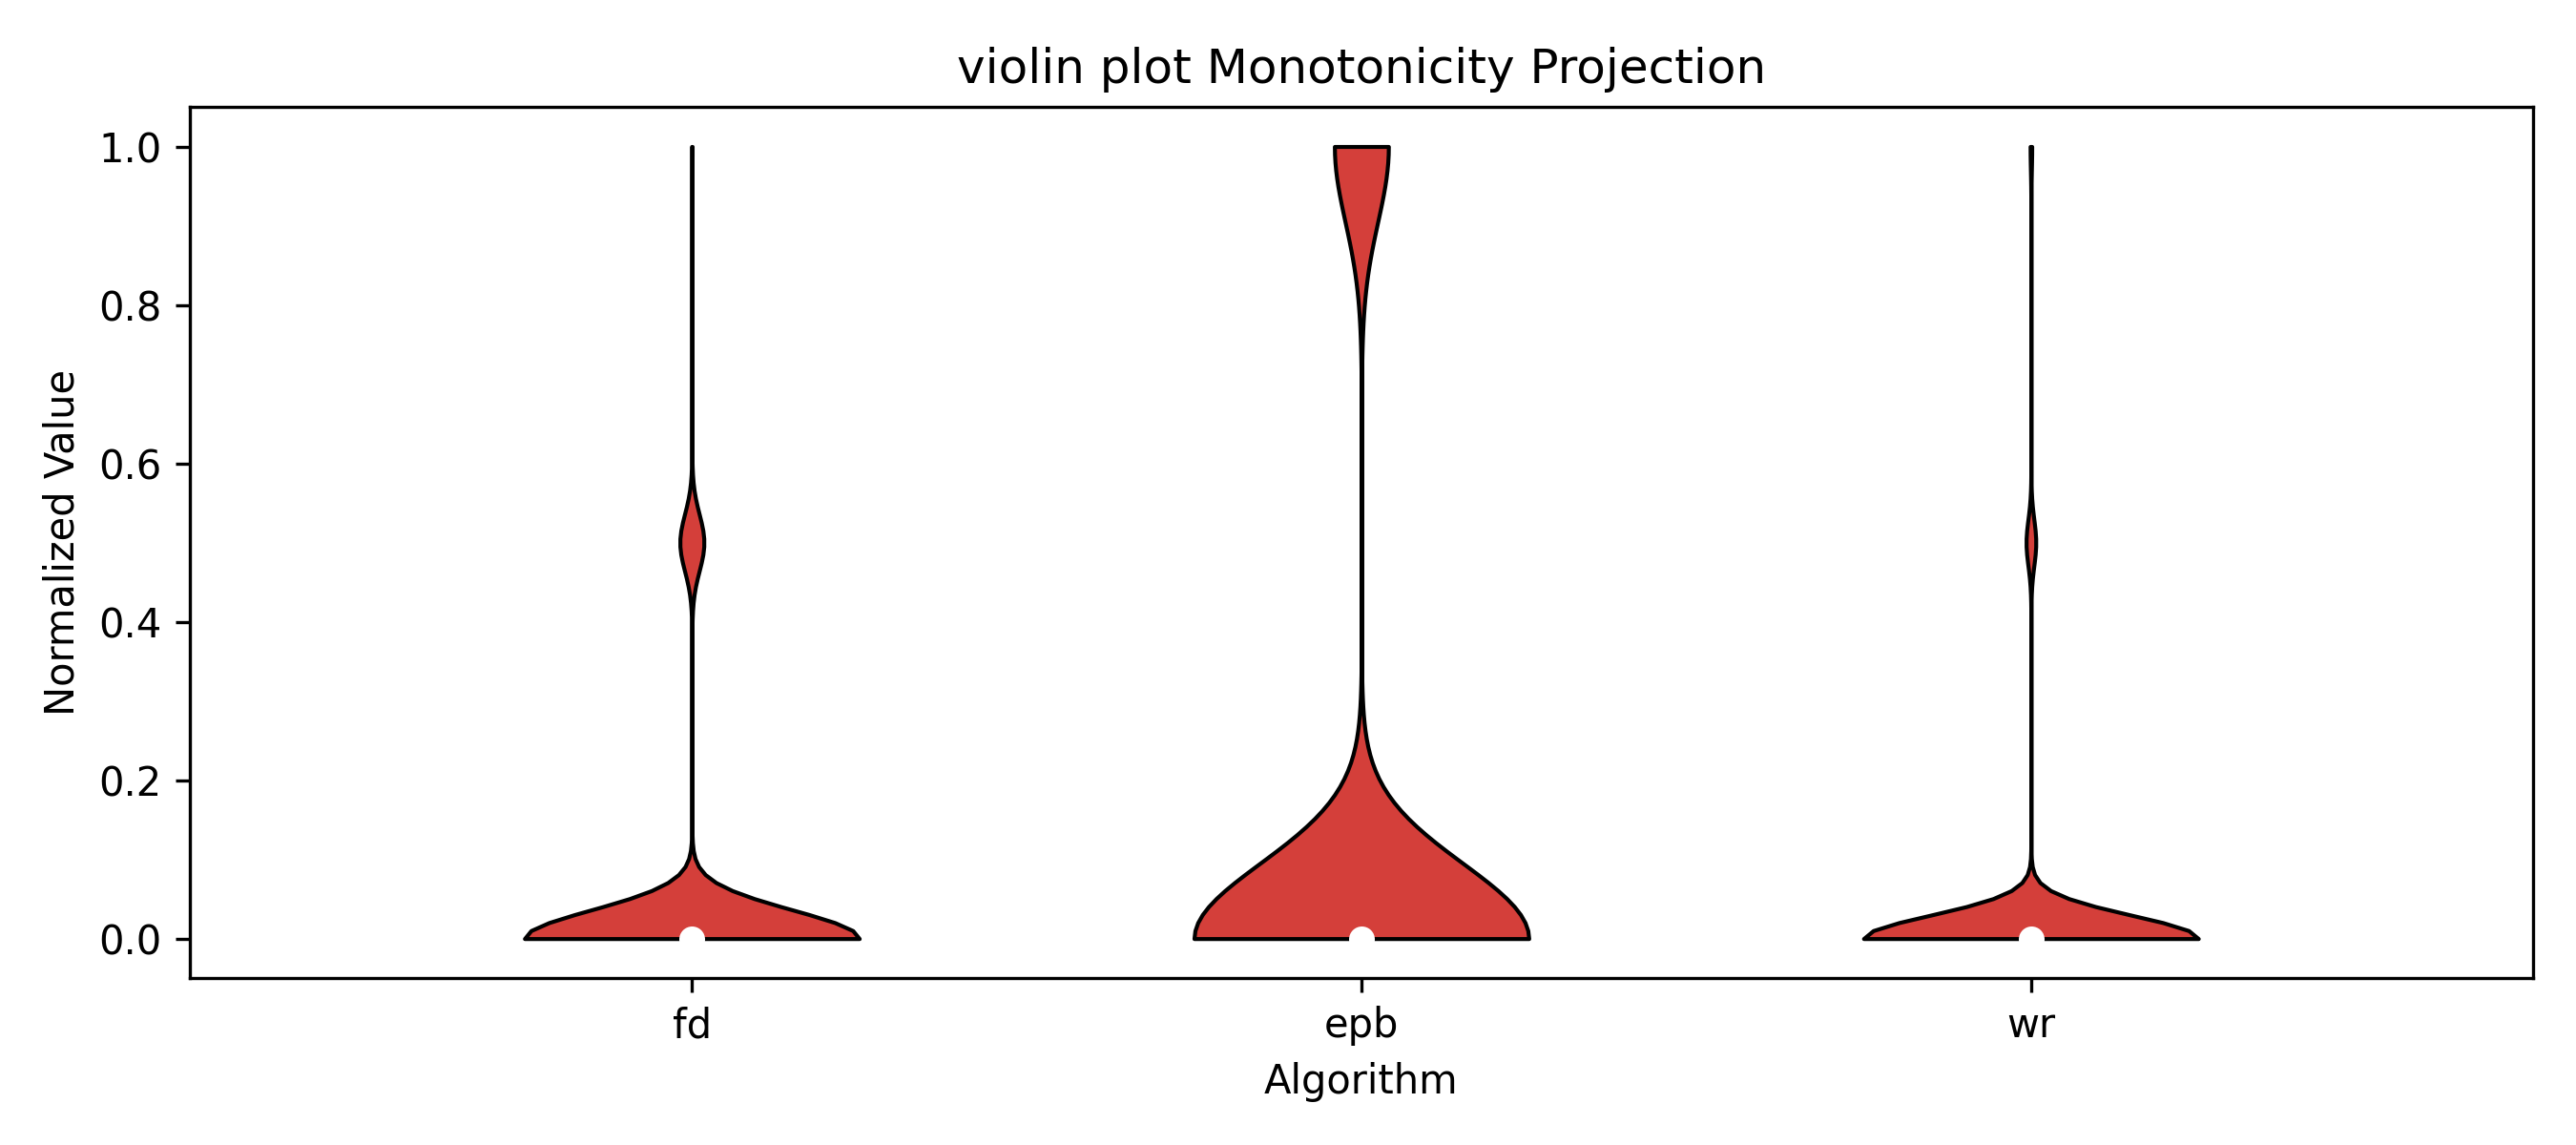 violin plot Monotonicity Projection
Normalized Value
1.0
0.8
0.6
0.4
0.2
0.0
fd
epb
wr
Algorithm